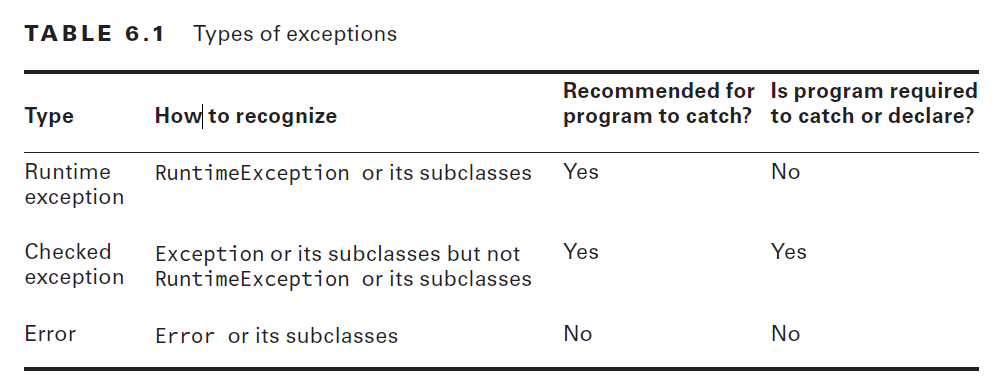 TABLE 6.1 Types of exceptions
Recommended for Is program required
Type How to recognize program to catch? to catch or declare?
Runtime RuntimeException or its subclasses Yes No
exception
Checked Exception or its subclasses but not Yes Yes
exception RuntimeException or its subclasses
Error Error or its subclasses No No